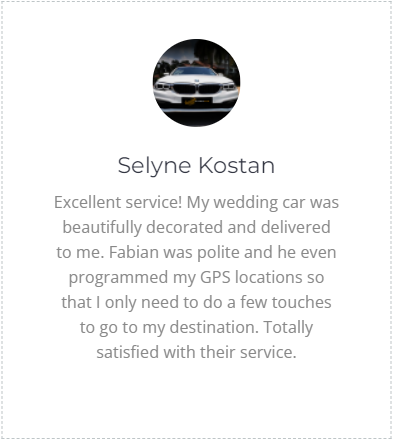 Selyne Kostan
Excellent service! My wedding car was
beautifully decorated and delivered
to me. Fabian was polite and he even
programmed my GPS locations so
that I only need to do a few touches
to go to my destination. Totally
satisfied with their service.